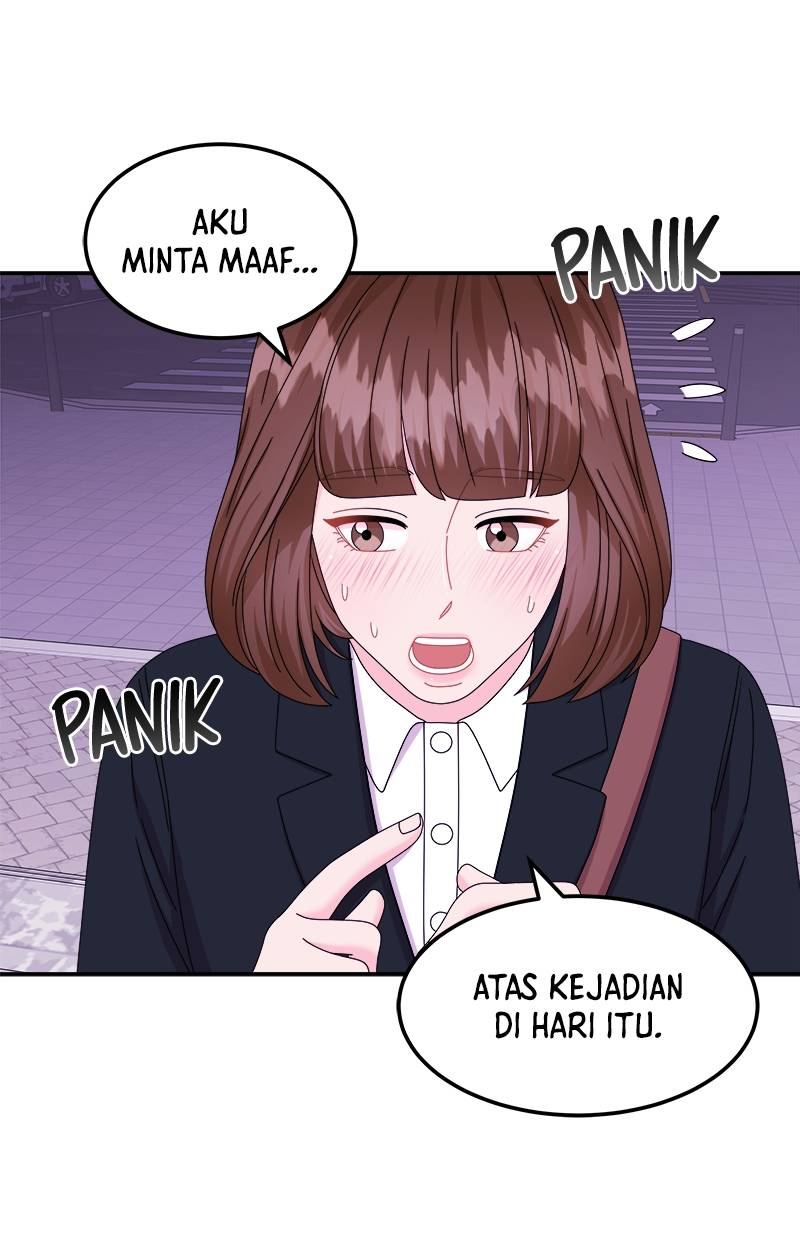 AKU
MINTA MAAF...
PANIK
PANIK
ATAS KEJADIAN
DI HARI ITU.